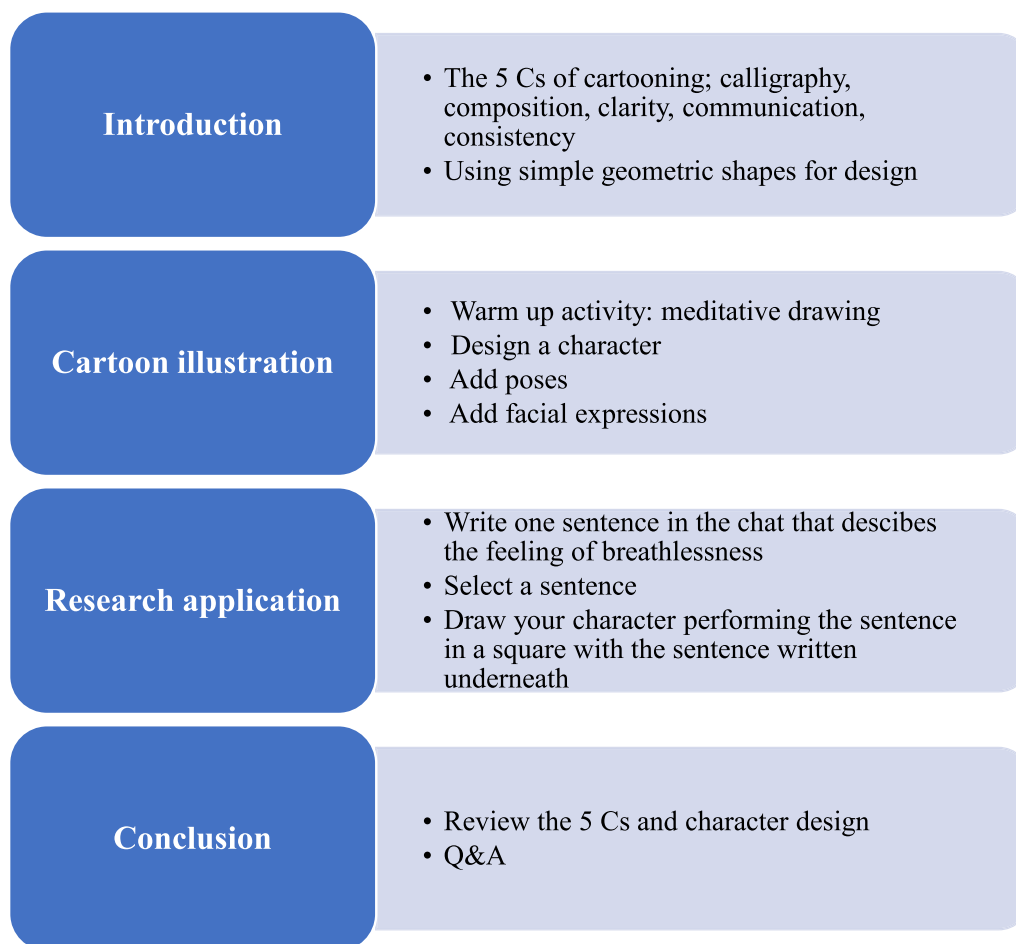 Introduction
• The 5 Cs of cartooning; calligraphy,
composition, clarity, communication,
consistency
• Using simple geometric shapes for design
Cartoon illustration
• Warm up activity: meditative drawing
• Design a character
• Add poses
• Add facial expressions
Research application
• Write one sentence in the chat that descibes
the feeling of breathlessness
• Select a sentence
• Draw your character performing the sentence
in a square with the sentence written
underneath
Conclusion
• Review the 5 Cs and character design
• Q&A